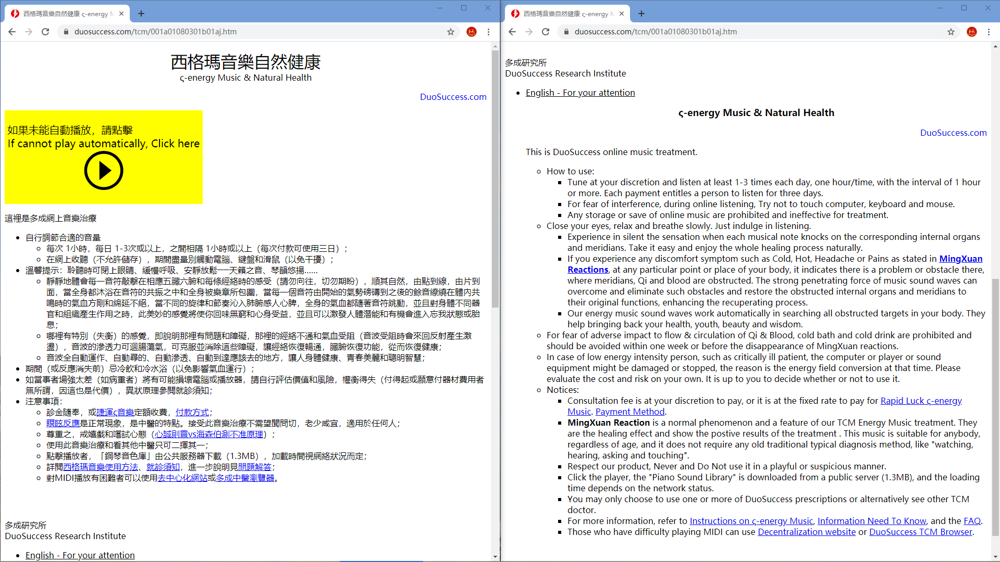 西格瑪音樂自然健康 ς-energy M
duosuccess.com/tcm/001a01080301b01aj.htm
西格瑪音樂自然健康
ς-energy Music & Natural Health
DuoSuccess.com
如果未能自動播放，請點擊
If cannot play automatically, Click here
這裡是多成網上音樂治療
自行調節合適的音量
每次 1小時，每日 1-3次或以上，之間相隔 1小時或以上（每次付款可使用三日）；
在網上收聽（不允許儲存），期間盡量別觸動電腦、鍵盤和滑鼠（以免干擾）；
溫馨提示：聆聽時可閉上眼睛、緩慢呼吸、安靜放鬆──天籟之音、琴韻悠揚……
靜靜地體會每一音符敲擊在相應五臟六腑和每條經絡時的感受（請勿向往，切勿期盼），順其自然，由點到線，由片到
面，當全身都沐浴在音符的共振之中和全身被樂章所包圍，當每一個音符由開始的氣勢磅礡到之後的餘音繚繞在體內共
鳴時的氣血方剛和綿延不絕，當不同的旋律和節奏沁入肺腑感人心脾，全身的氣血都隨著音符跳動，並且對身體不同器
官和組織產生作用之時，此美妙的感覺將使你回味無窮和心身受益，並且可以激發人體潛能和有機會進入忘我狀態或胎
息；
哪裡有特別（失衡）的感覺，即說明那裡有問題和障礙，那裡的經絡不通和氣血受阻（音波受阻時會來回反射產生激
盪），音波的滲透力可迴腸蕩氣，可克服並消除這些障礙，讓經絡恢復暢通，臟腑恢復功能，從而恢復健康；
音波全自動運作、自動尋的、自動滲透、自動到達應該去的地方，讓人身體健康、青春美麗和聰明智慧；
期間（或反應消失前）忌冷飲和冷水浴（以免影響氣血運行）；
如當事者場強太差（如病重者）將有可能損壞電腦或播放器，請自行評估價值和風險，權衡得失（付得起或願意付器材費用者
無所謂，因這也是代價），異狀原理參閱就診須知；
注意事項：
診金隨奉，或捷運ς音樂定額收費，付款方式；
瞑眩反應是正常現象，是中醫的特點。接受此音樂治療不需望聞問切，老少咸宜，適用於任何人；
尊重之，戒嬉戲和嚐試心態（心誠則靈vs海森伯測不准原理）；
使用此音樂治療和看其他中醫只可二擇其一；
點擊播放者，「鋼琴音色庫」由公共服務器下載（1.3MB），加載時間視網絡狀況而定；
詳閱西格瑪音樂使用方法、就診須知，進一步說明見問題解答；
對MIDI播放有困難者可以使用去中心化網站或多成中醫瀏覽器。
多成研究所
DuoSuccess Research Institute
English - For your attention
西格瑪音樂自然健康 ς-energy M
duosuccess.com/tcm/001a01080301b01aj.htm
多成研究所
DuoSuccess Research Institute
English - For your attention
ς-energy Music & Natural Health
DuoSuccess.com
This is DuoSuccess online music treatment.
How to use:
Tune at your discretion and listen at least 1-3 times each day, one hour/time, with the interval of 1 hour
or more. Each payment entitles a person to listen for three days.
For fear of interference, during online listening, Try not to touch computer, keyboard and mouse.
Any storage or save of online music are prohibited and ineffective for treatment.
Close your eyes, relax and breathe slowly. Just indulge in listening.
Experience in silent the sensation when each musical note knocks on the corresponding internal organs
and meridians. Take it easy and enjoy the whole healing process naturally.
If you experience any discomfort symptom such as Cold, Hot, Headache or Pains as stated in MingXuan
Reactions, at any particular point or place of your body, it indicates there is a problem or obstacle there,
where meridians, Qi and blood are obstructed. The strong penetrating force of music sound waves can
overcome and eliminate such obstacles and restore the obstructed internal organs and meridians to
their original functions, enhancing the recuperating process.
Our energy music sound waves work automatically in searching all obstructed targets in your body. They
help bringing back your health, youth, beauty and wisdom.
For fear of adverse impact to flow & circulation of Qi & Blood, cold bath and cold drink are prohibited and
should be avoided within one week or before the disappearance of MingXuan reactions.
In case of low energy intensity person, such as critically ill patient, the computer or player or sound
equipment might be damaged or stopped, the reason is the energy field conversion at that time. Please
evaluate the cost and risk on your own. It is up to you to decide whether or not to use it.
Notices:
Consultation fee is at your discretion to pay, or it is at the fixed rate to pay for Rapid Luck ς-energy
Music. Payment Method.
MingXuan Reaction is a normal phenomenon and a feature of our TCM Energy Music treatment. They
are the healing effect and show the postive results of the treatment . This music is suitable for anybody,
regardless of age, and it does not require any old traditional typical diagnosis method, like "watching,
hearing, asking and touching".
Respect our product, Never and Do Not use it in a playful or suspicious manner.
Click the player, the "Piano Sound Library" is downloaded from a public server (1.3MB), and the loading
time depends on the network status.
You may only choose to use one or more of DuoSuccess prescriptions or alternatively see other TCM
doctor.
For more information, refer to Instructions on ς-energy Music, Information Need To Know, and the FAQ.
Those who have difficulty playing MIDI can use Decentralization website or DuoSuccess TCM Browser.